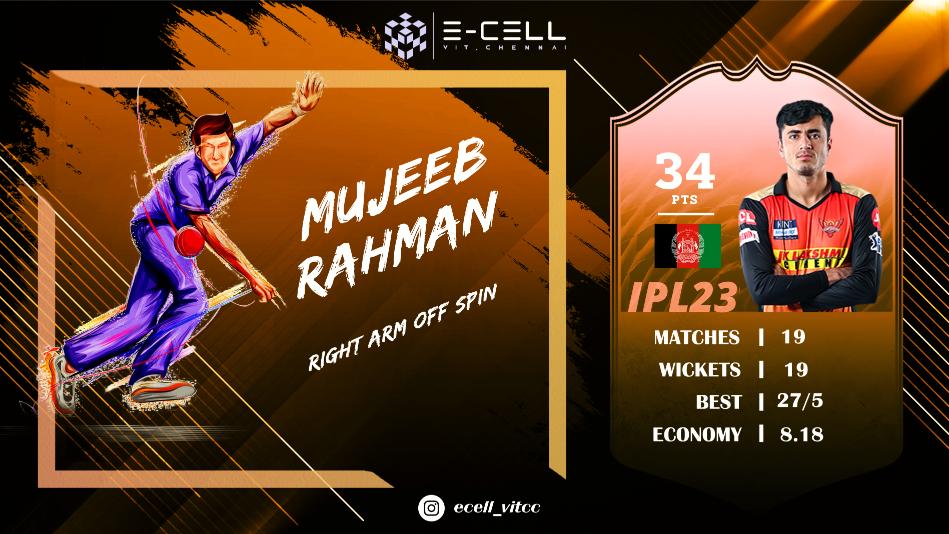 E-CELL
VIT, CHENNAI
MUJEEB
RAHMAN
RIGHT ARM OFF SPIN
34
PTS
IPL23
MATCHES | 19
WICKETS | 19
BEST | 27/5
ECONOMY | 8.18
ecell_vitcc